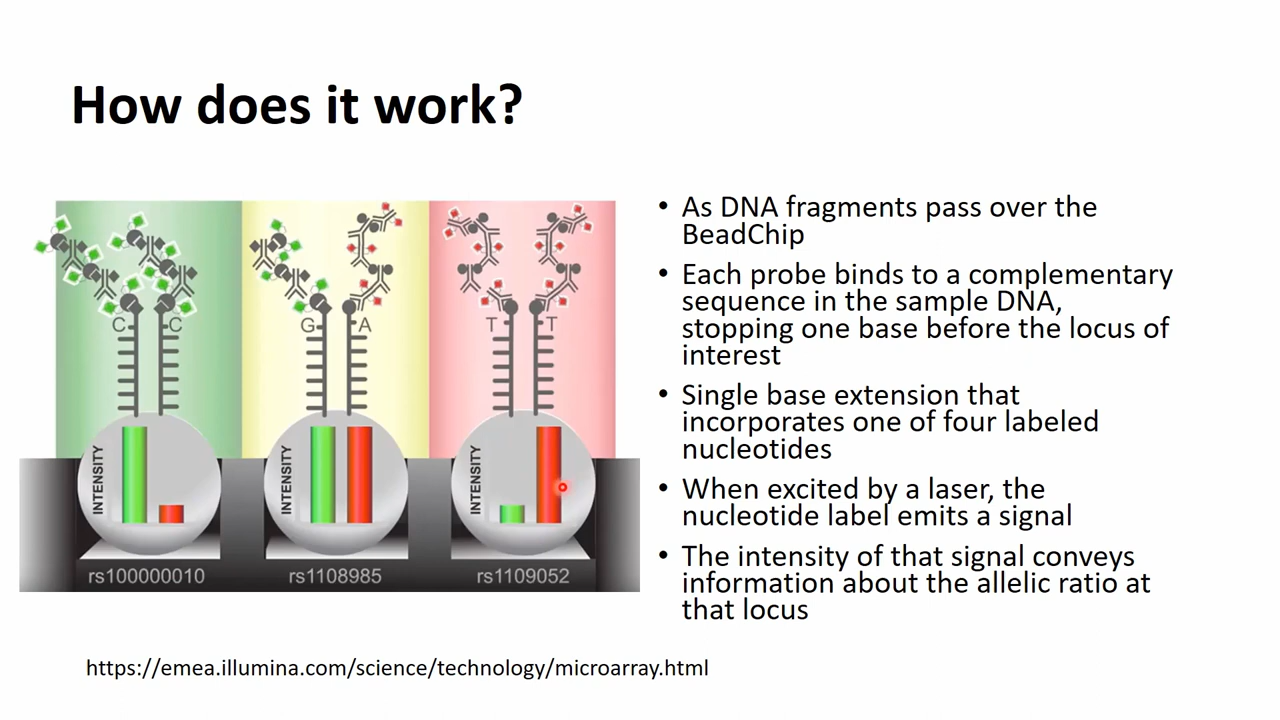 How does it work?
C C
G A
T T
INTENSITY
INTENSITY
INTENSITY
rs100000010
rs1108985
rs1109052
• As DNA fragments pass over the
BeadChip
• Each probe binds to a complementary
sequence in the sample DNA,
stopping one base before the locus of
interest
• Single base extension that
incorporates one of four labeled
nucleotides
• When excited by a laser, the
nucleotide label emits a signal
• The intensity of that signal conveys
information about the allelic ratio at
that locus
https://emea.illumina.com/science/technology/microarray.html